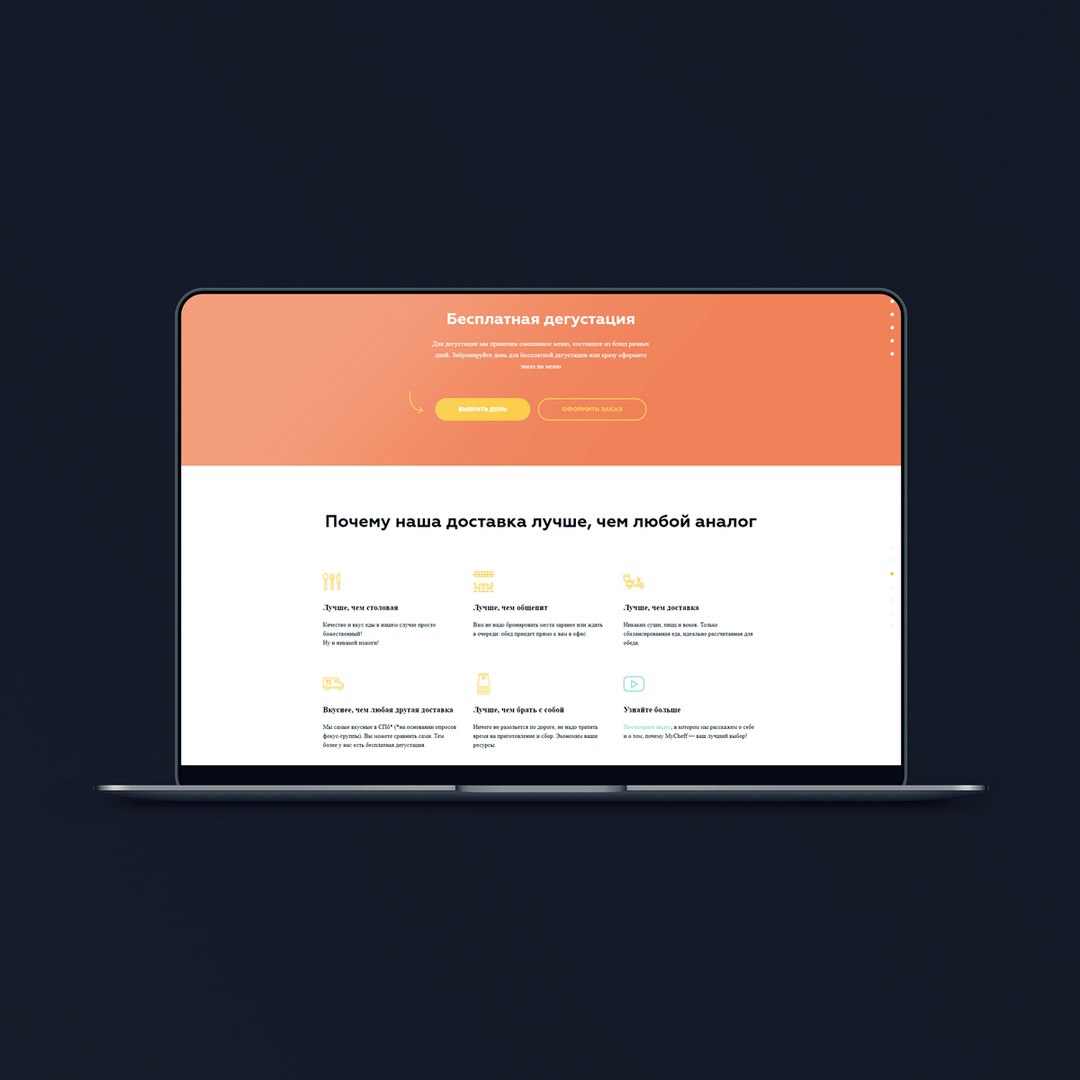 Бесплатная дегустация
Для дегустации мы привозим смешанное меню, состоящее из блюд разных
дней. Забронируйте день для бесплатной дегустации или сразу оформите
заказ на меню
ВЫБРАТЬ ДЕНЬ
ОФОРМИТЬ ЗАКАЗ
Почему наша доставка лучше, чем любой аналог
Лучше, чем столовая
Качество и вкус еды в нашем случае просто
божественный!
Ну и никакой изжоги!
Лучше, чем общепит
Вам не надо бронировать места заранее или ждать
в очереди: обед приедет прямо к вам в офис.
Лучше, чем доставка
Никаких суши, пицц и воков. Только
сбалансированная еда, идеально рассчитанная для
обеда.
Вкуснее, чем любая другая доставка
Мы самые вкусные в СПб* (*на основании опросов
фокус-группы). Вы можете сравнить сами. Тем
более у нас есть бесплатная дегустация.
Лучше, чем брать с собой
Ничего не разольется по дороге, не надо тратить
время на приготовление и сбор. Экономим ваши
ресурсы.
Узнайте больше
Посмотрите видео, в котором мы расскажем о себе
и о том, почему MyCheff — ваш лучший выбор!